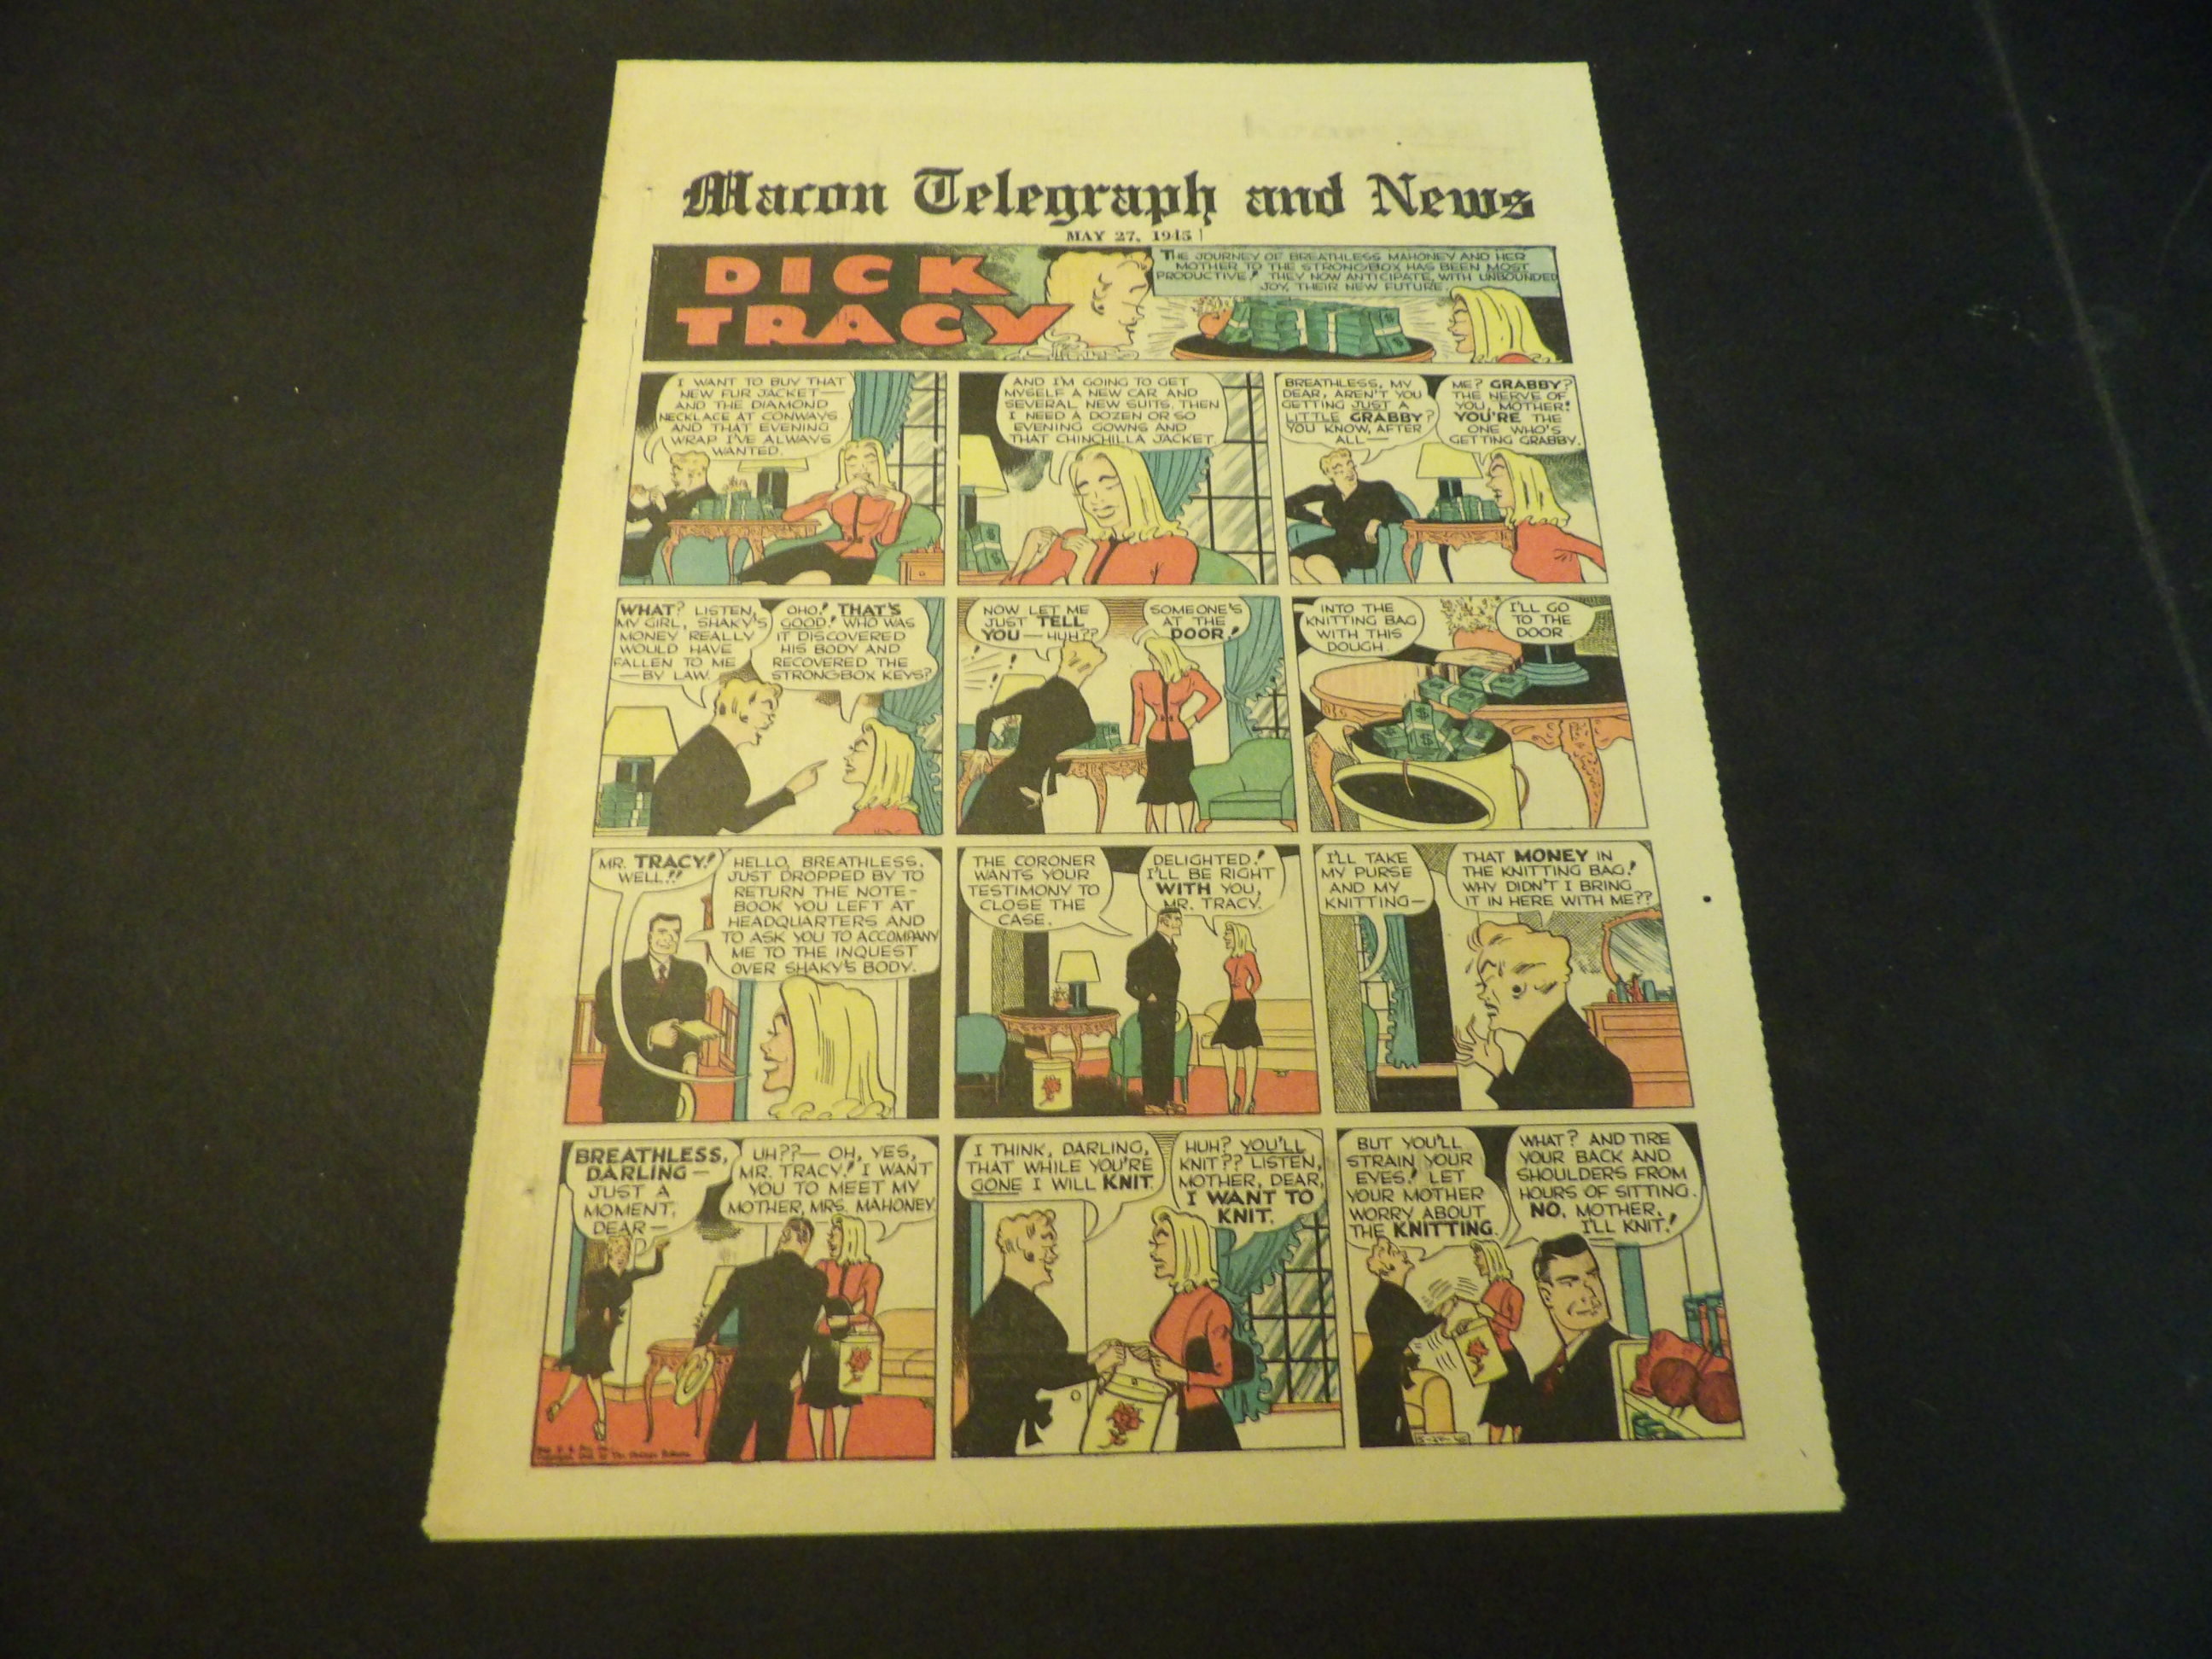 Macon Telegraph and News
MAY 27, 1945
DICK
TRACY
THE JOURNEY OF BREATHLESS MAHONEY AND HER
MOTHER TO THE STRONGBOX HAS BEEN MOST
PRODUCTIVE! THEY NOW ANTICIPATE, WITH UNBOUNDED
JOY, THEIR NEW FUTURE.
I WANT TO BUY THAT
NEW FUR JACKET—
AND THE DIAMOND
NECKLACE AT CONWAYS
AND THAT EVENING
WRAP I'VE ALWAYS
WANTED.
AND I'M GOING TO GET
MYSELF A NEW CAR AND
SEVERAL NEW SUITS. THEN
I NEED A DOZEN OR SO
EVENING GOWNS AND
THAT CHINCHILLA JACKET.
BREATHLESS, MY
DEAR, AREN'T YOU
GETTING JUST A
LITTLE GRABBY?
YOU KNOW, AFTER
ALL—
ME? GRABBY?
THE NERVE OF
YOU, MOTHER!
YOU'RE THE
ONE WHO'S
GETTING GRABBY.
WHAT? LISTEN,
MY GIRL, SHAKY'S
MONEY REALLY
WOULD HAVE
FALLEN TO ME
—BY LAW.
OHO! THAT'S
GOOD! WHO WAS
IT DISCOVERED
HIS BODY AND
RECOVERED THE
STRONGBOX KEYS?
NOW LET ME
JUST TELL
YOU—HUH??
SOMEONE'S
AT THE
DOOR!
INTO THE
KNITTING BAG
WITH THIS
DOUGH.
I'LL GO
TO THE
DOOR.
MR. TRACY!
WELL!!
HELLO, BREATHLESS.
JUST DROPPED BY TO
RETURN THE NOTE-
BOOK YOU LEFT AT
HEADQUARTERS AND
TO ASK YOU TO ACCOMPANY
ME TO THE INQUEST
OVER SHAKY'S BODY.
THE CORONER
WANTS YOUR
TESTIMONY TO
CLOSE THE
CASE.
DELIGHTED!
I'LL BE RIGHT
WITH YOU,
MR. TRACY.
I'LL TAKE
MY PURSE
AND MY
KNITTING—
THAT MONEY IN
THE KNITTING BAG!
WHY DIDN'T I BRING
IT IN HERE WITH ME??
BREATHLESS,
DARLING—
JUST A
MOMENT,
DEAR—
UH??— OH, YES,
MR. TRACY! I WANT
YOU TO MEET MY
MOTHER, MRS. MAHONEY.
I THINK, DARLING,
THAT WHILE YOU'RE
GONE I WILL KNIT.
HUH? YOU'LL
KNIT?? LISTEN,
MOTHER, DEAR,
I WANT TO
KNIT.
BUT YOU'LL
STRAIN YOUR
EYES! LET
YOUR MOTHER
WORRY ABOUT
THE KNITTING.
WHAT? AND TIRE
YOUR BACK AND
SHOULDERS FROM
HOURS OF SITTING.
NO, MOTHER,
I'LL KNIT!